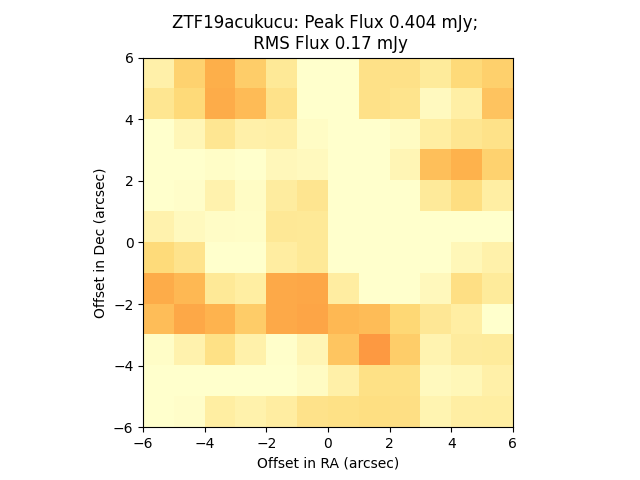 ZTF19acukucu: Peak Flux 0.404 mJy;
RMS Flux 0.17 mJy
6
4
2
0
−2
−4
−6
Offset in Dec (arcsec)
−6 −4 −2 0 2 4 6
Offset in RA (arcsec)